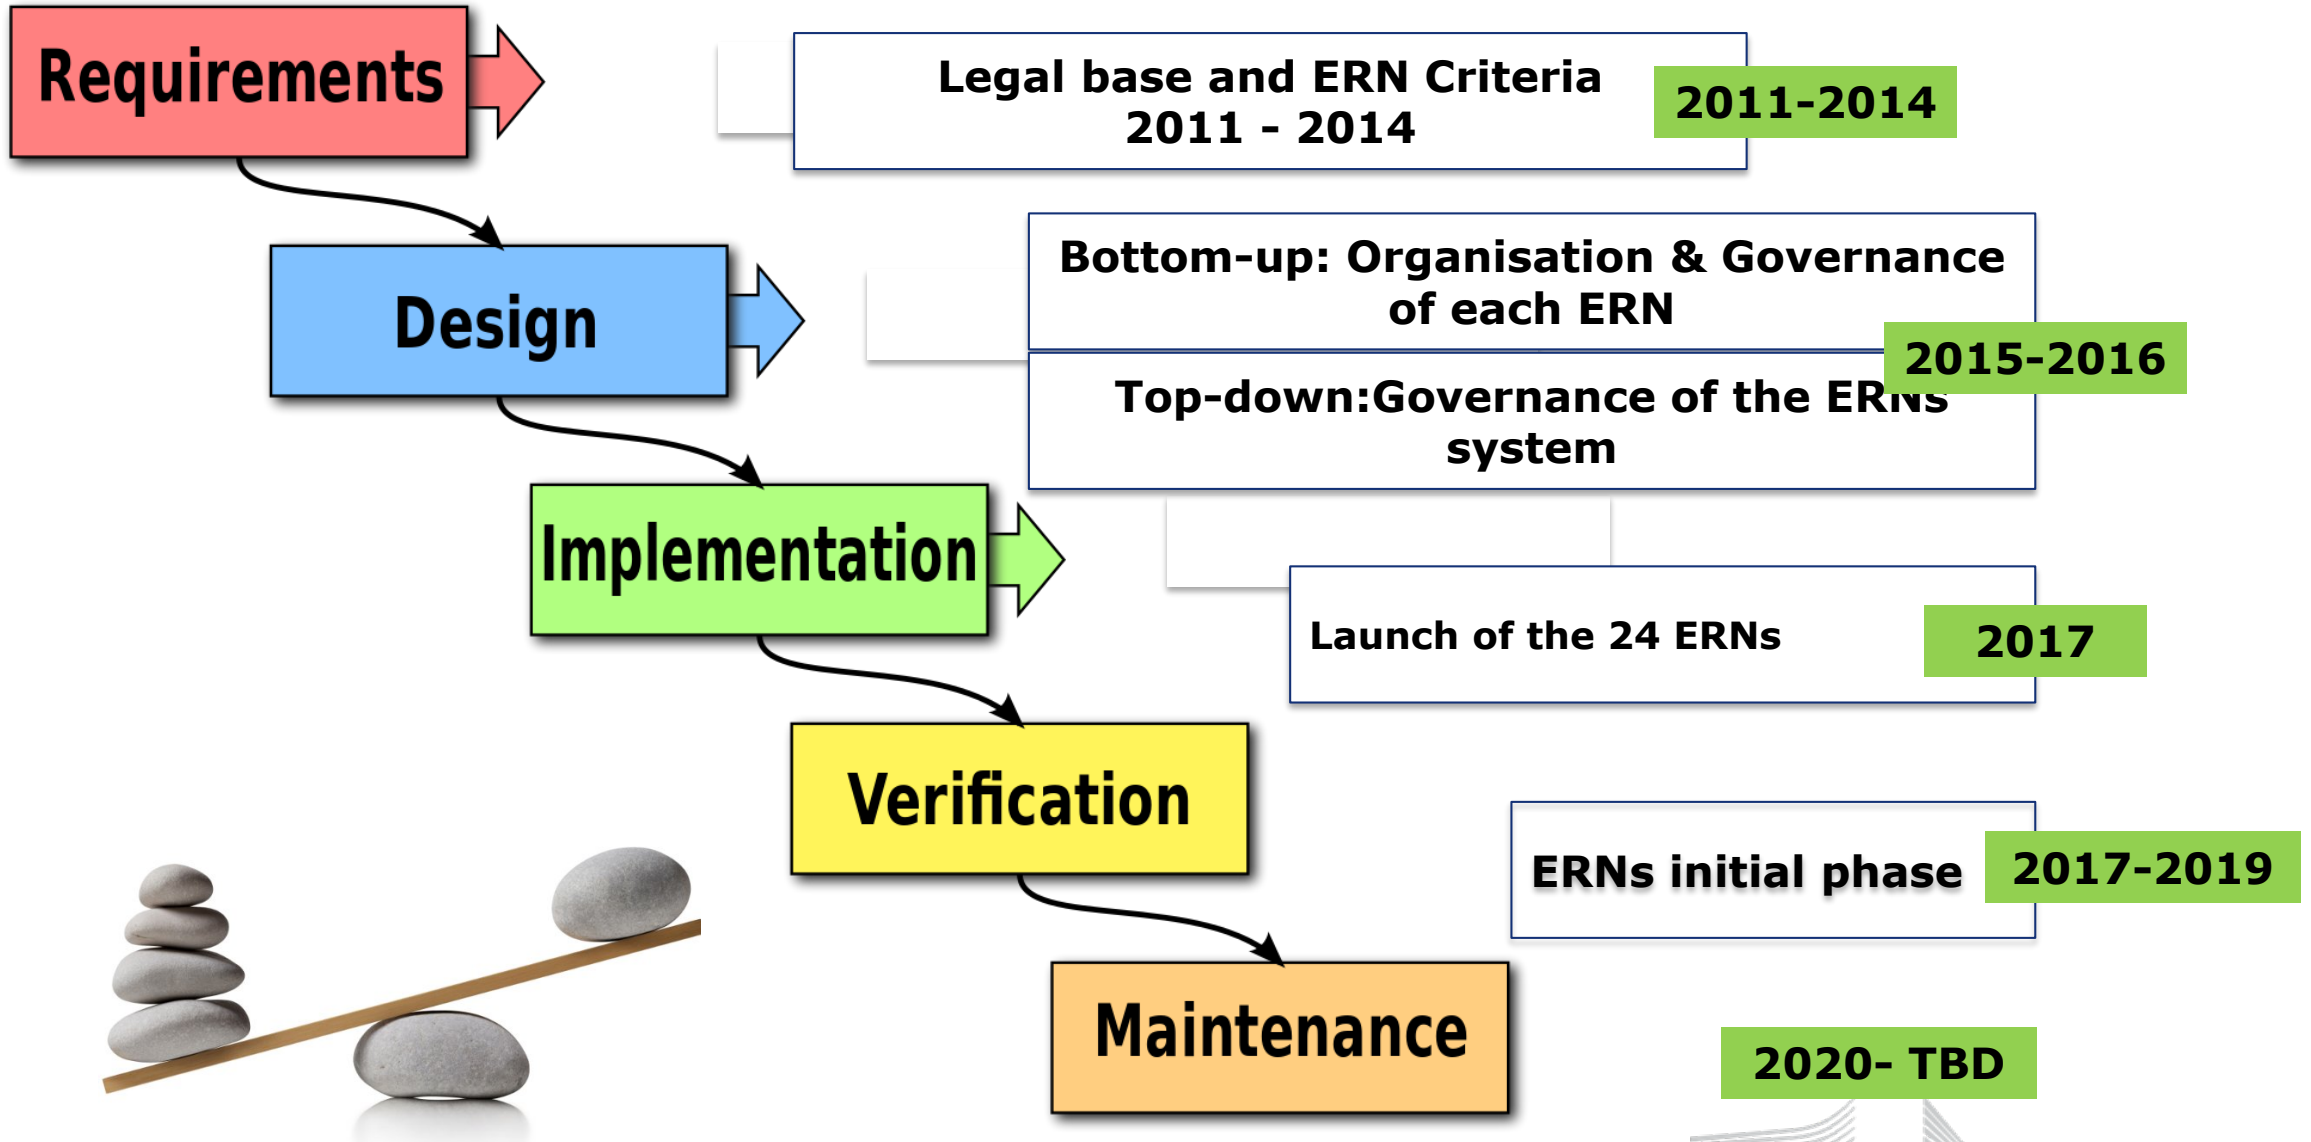 Requirements
Legal base and ERN Criteria
2011 - 2014
2011-2014
Design
Bottom-up: Organisation & Governance
of each ERN
2015-2016
Top-down:Governance of the ERNs
system
Implementation
Launch of the 24 ERNs
2017
Verification
ERNs initial phase
2017-2019
Maintenance
2020- TBD